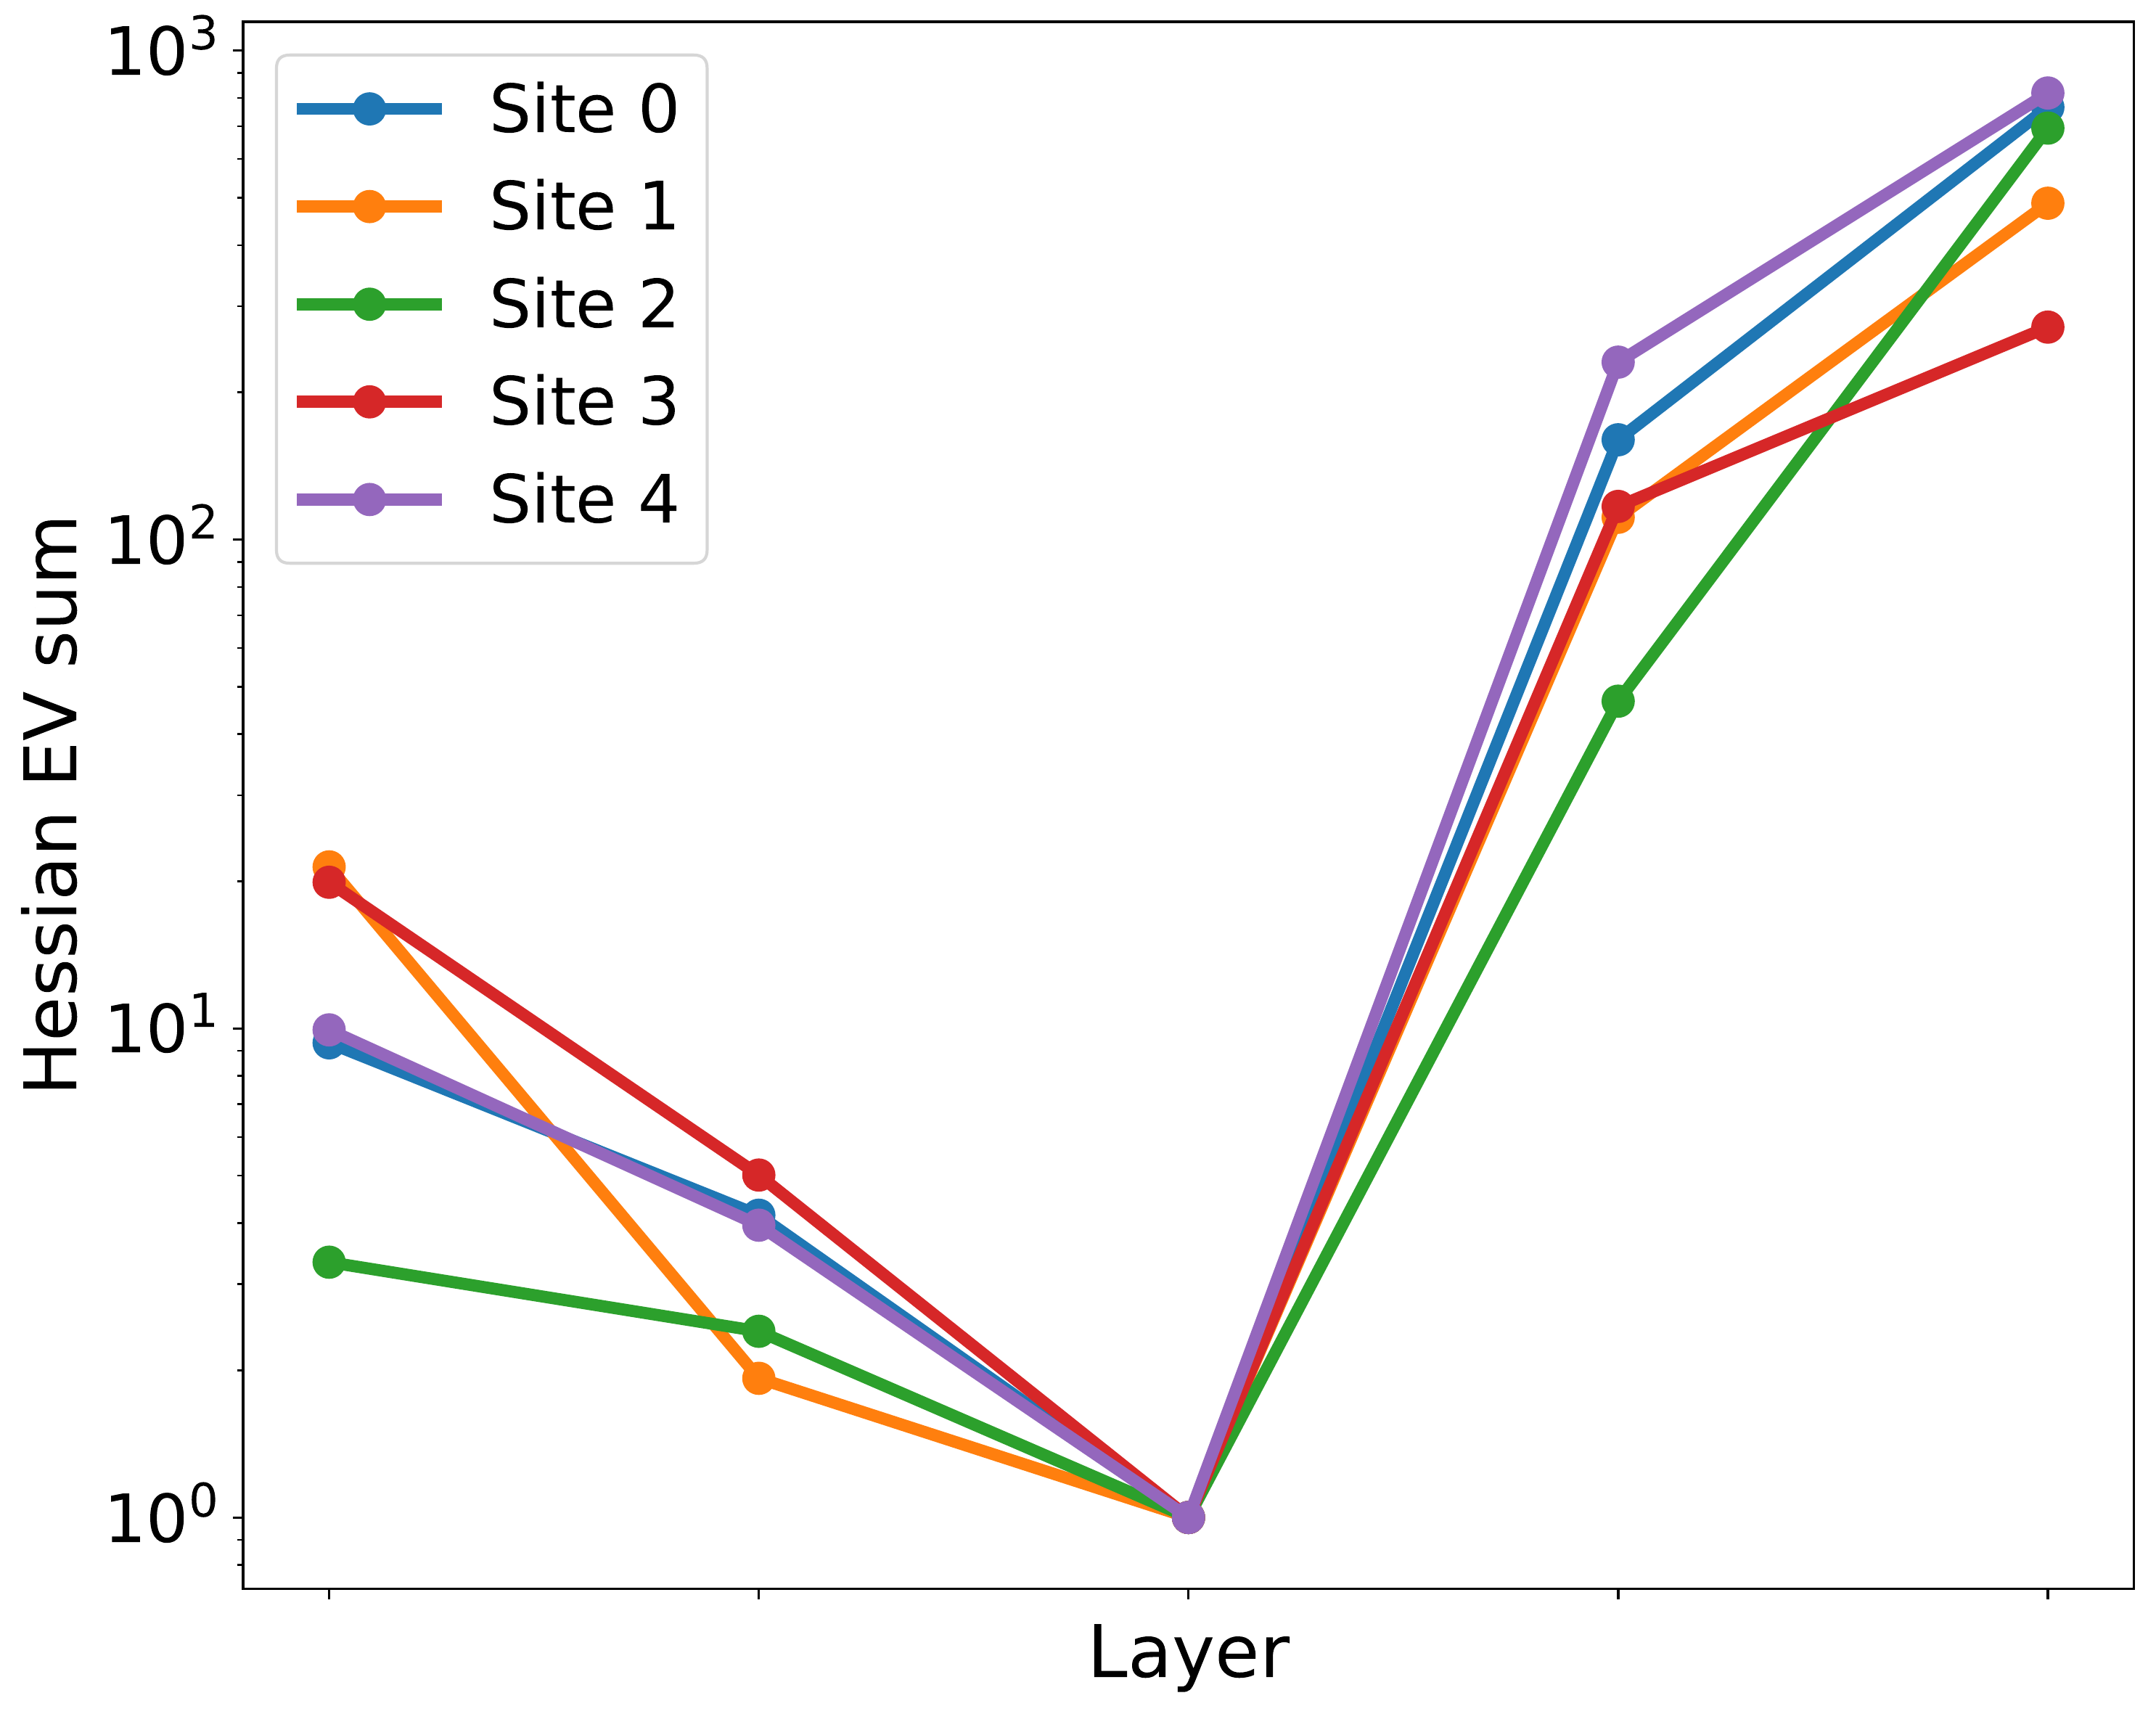 10³
10²
10¹
10⁰
Hessian EV sum
Site 0
Site 1
Site 2
Site 3
Site 4
Layer